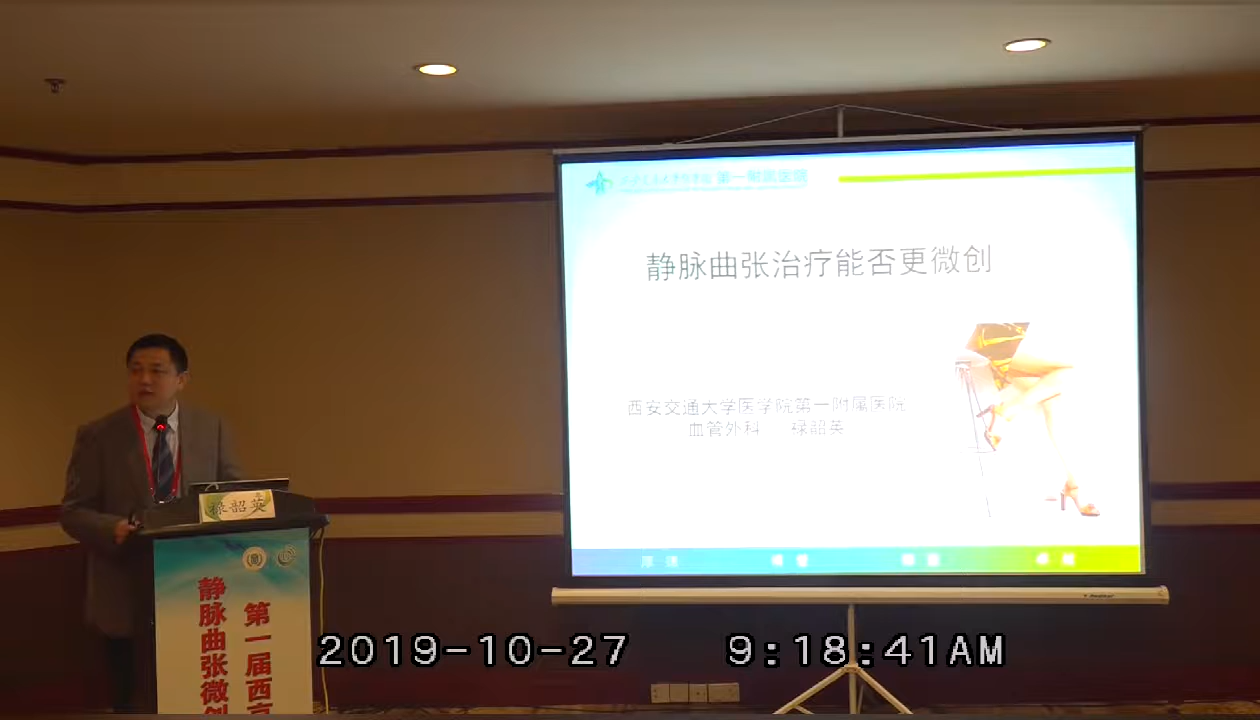 第一附属医院
静脉曲张治疗能否更微创
西安交通大学医学院第一附属医院
血管外科 禄韶英
禄韶英
静脉曲张微创
第一届西京
2019-10-27 9:18:41AM